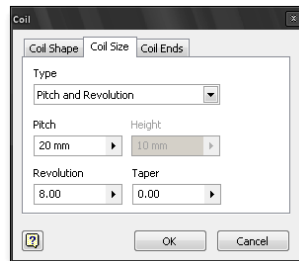 Coil
Coil Shape Coil Size Coil Ends
Type
Pitch and Revolution
Pitch Height
20 mm 10 mm
Revolution Taper
8.00 0.00
? OK Cancel